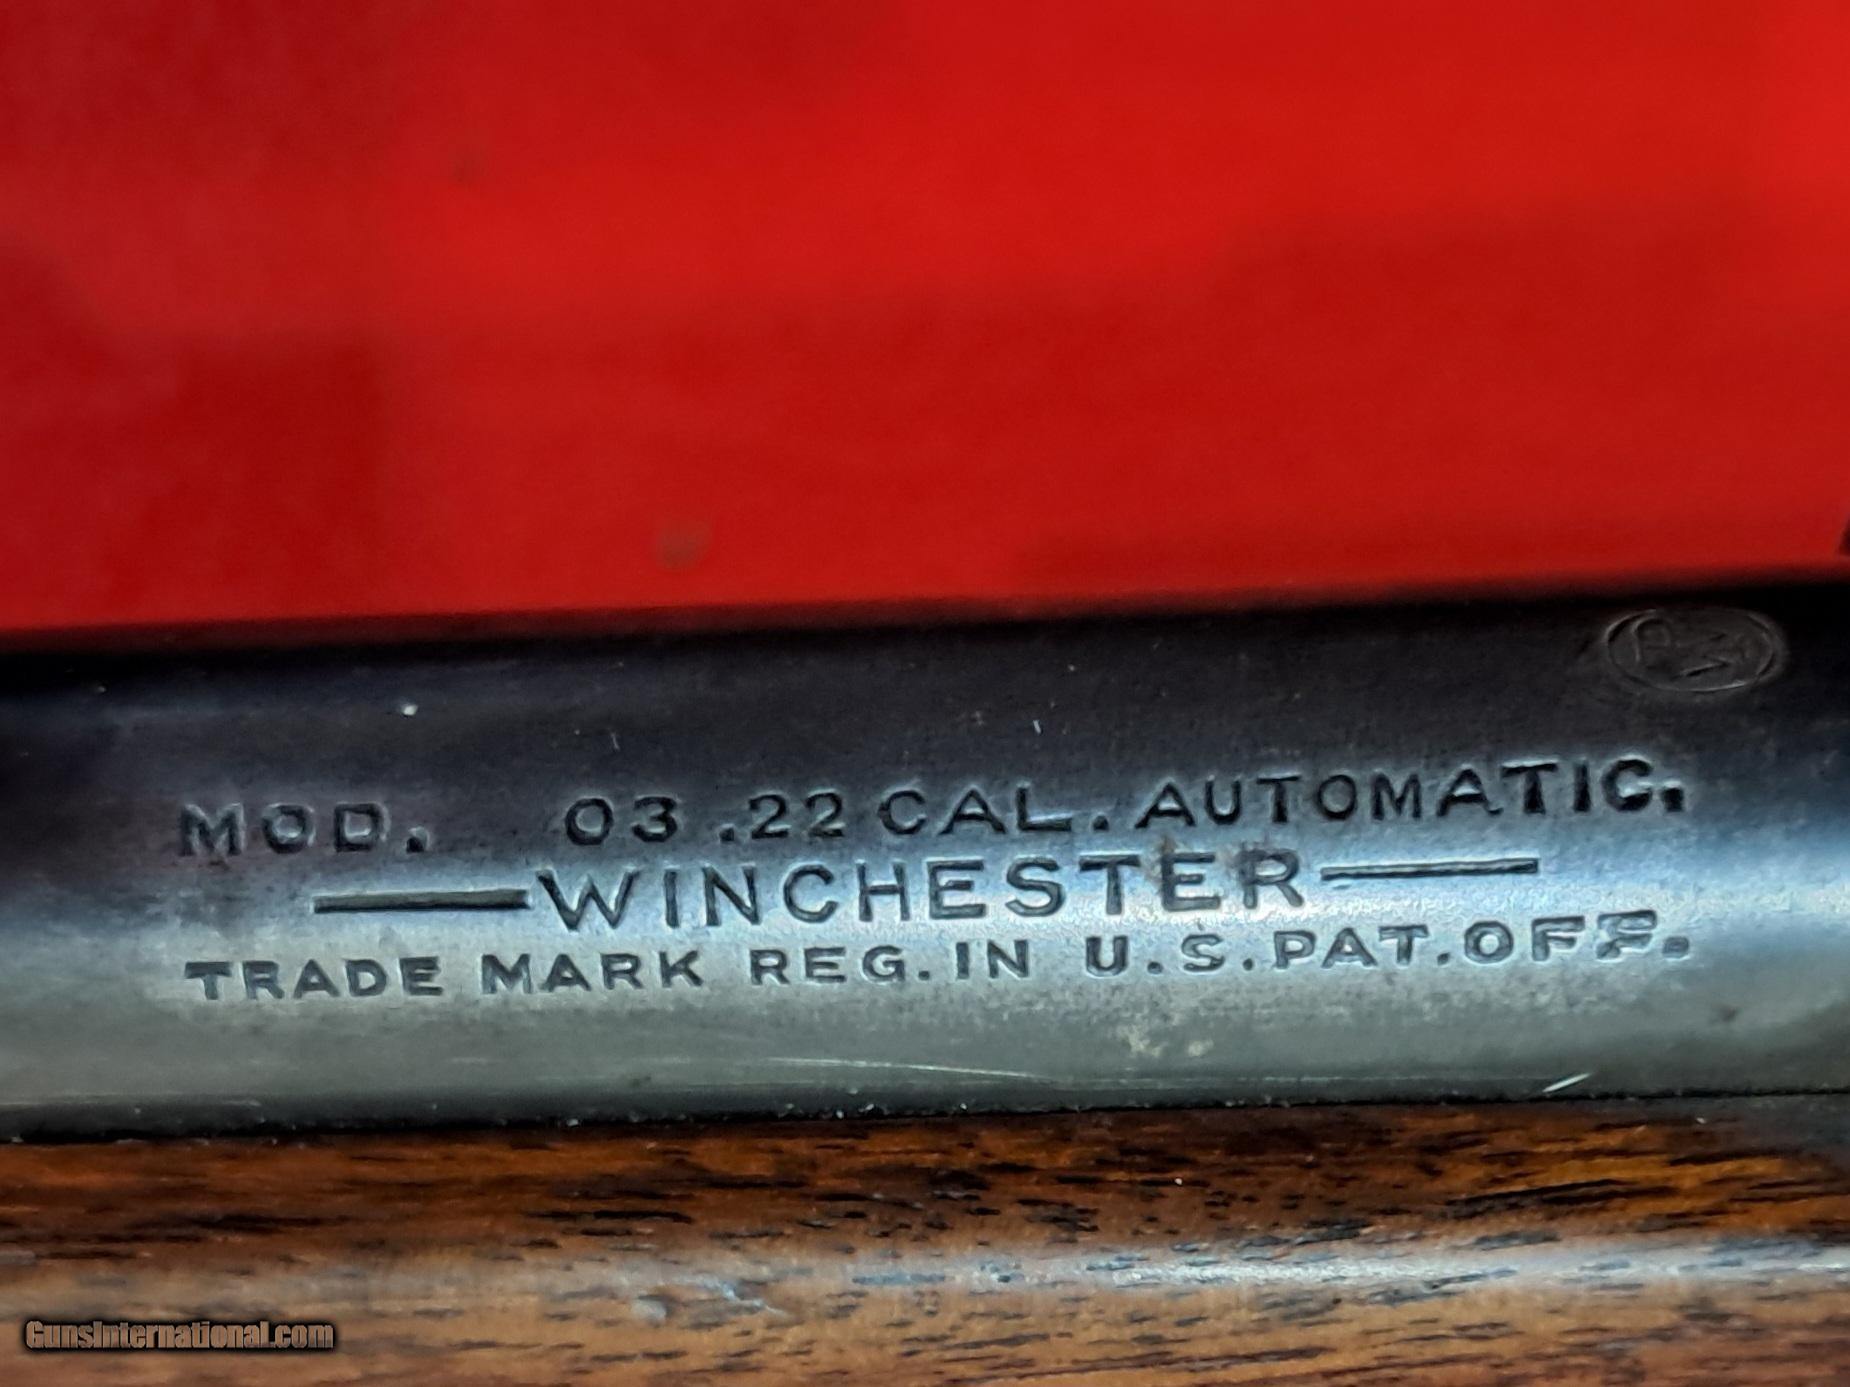 MOD. 03 .22 CAL. AUTOMATIC.
WINCHESTER
TRADE MARK REG. IN U.S. PAT. OFF.
GunsInternational.com